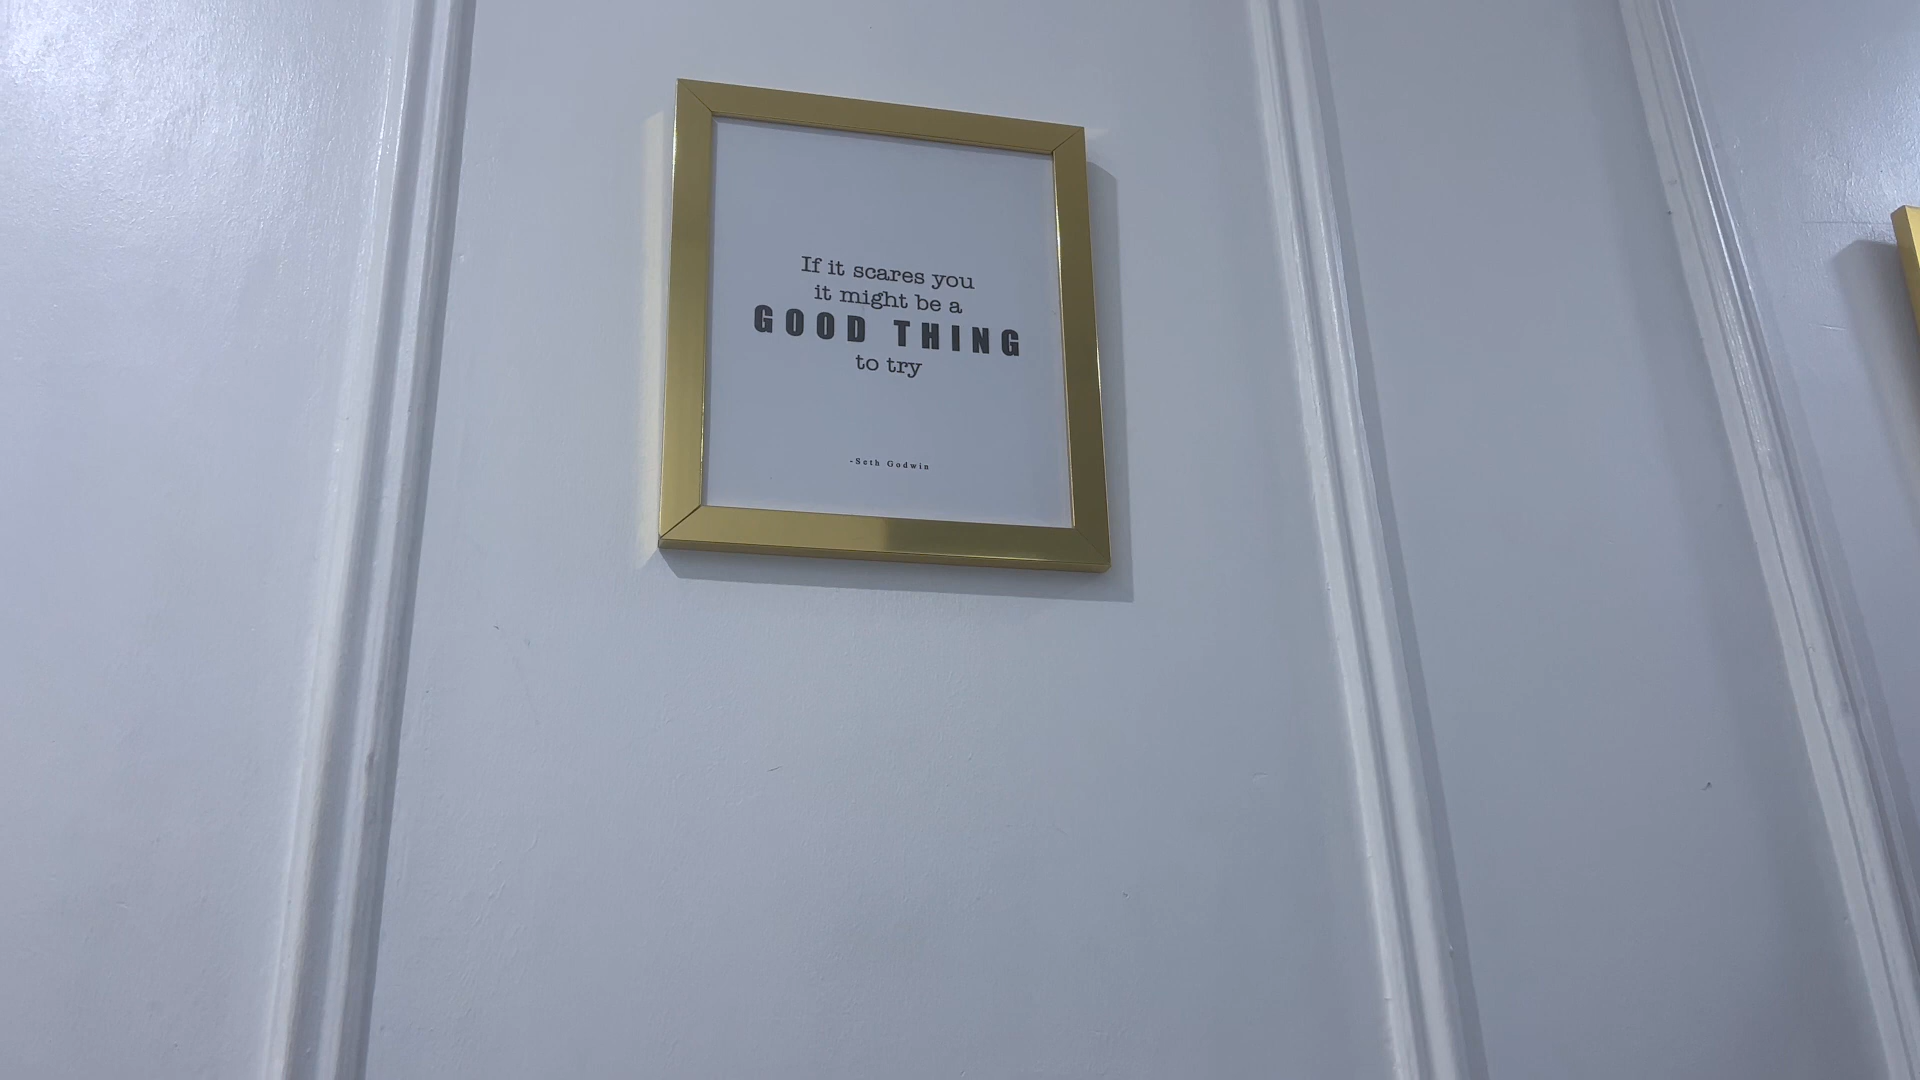 If it scares you
it might be a
GOOD THING
to try
-Seth Godwin